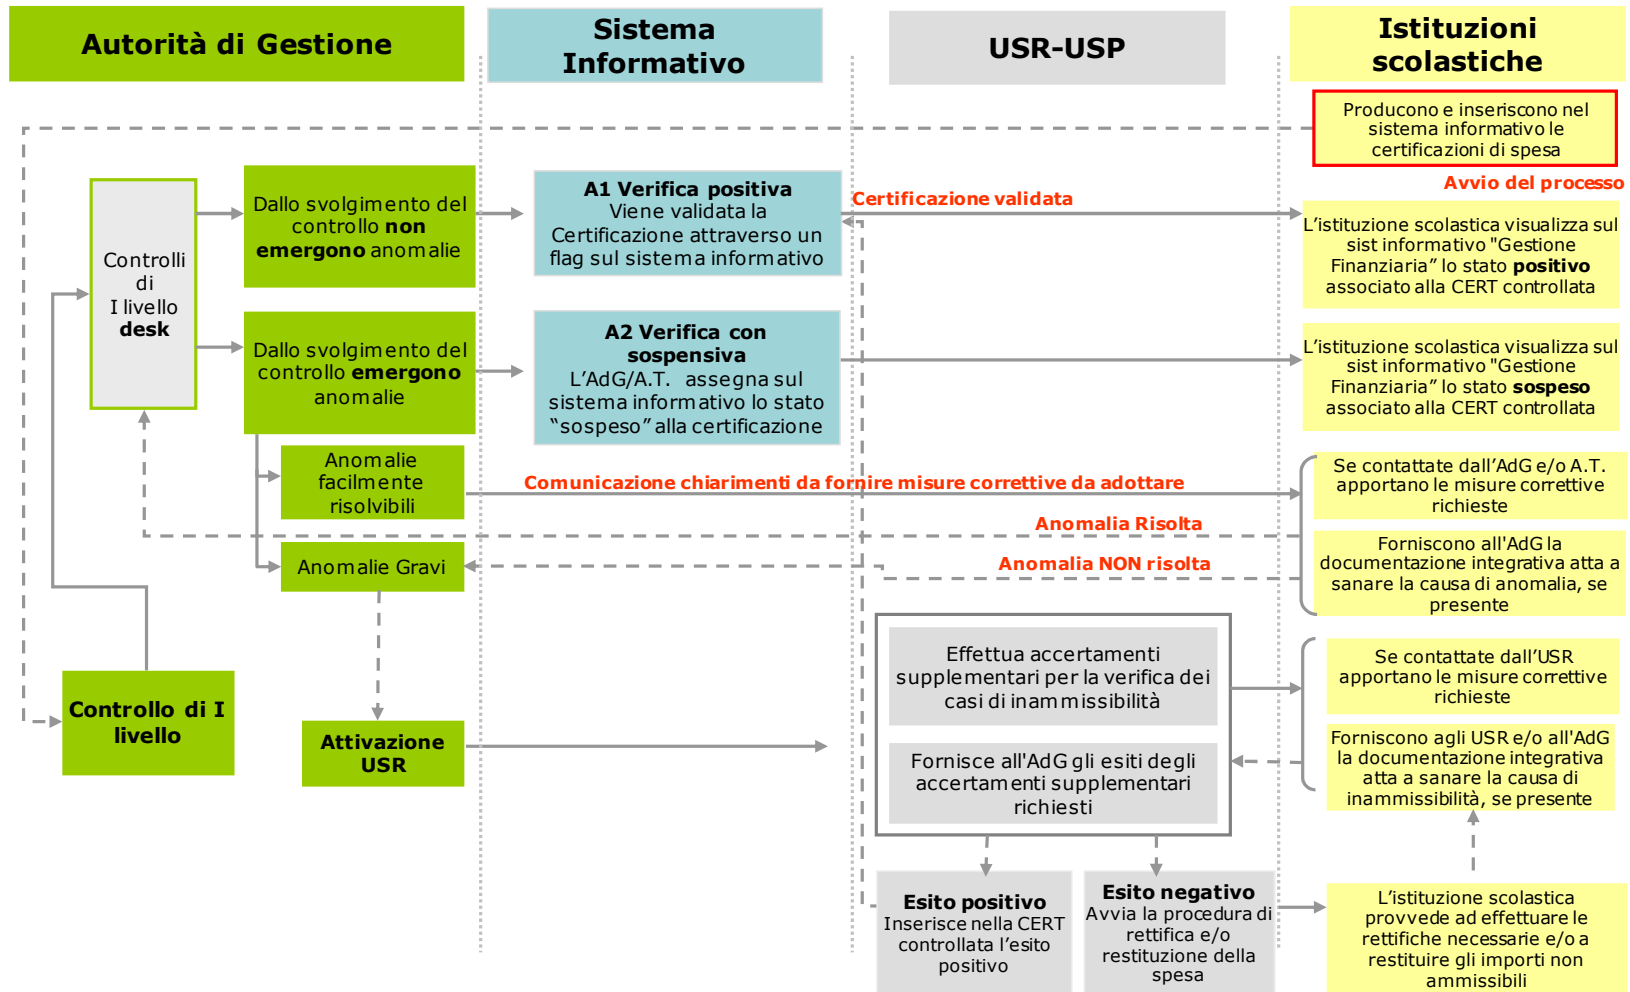 Autorità di Gestione
Sistema
Informativo
USR-USP
Istituzioni
scolastiche
Producono e inseriscono nel
sistema informativo le
certificazioni di spesa
Avvio del processo
Controlli
di
I livello
desk
Dallo svolgimento del
controllo non
emergono anomalie
A1 Verifica positiva
Viene validata la
Certificazione attraverso un
flag sul sistema informativo
Certificazione validata
L'istituzione scolastica visualizza sul
sist informativo "Gestione
Finanziaria” lo stato positivo
associato alla CERT controllata
Dallo svolgimento del
controllo emergono
anomalie
A2 Verifica con
sospensiva
L’AdG/A.T. assegna sul
sistema informativo lo stato
“sospeso” alla certificazione
L’istituzione scolastica visualizza sul
sist informativo "Gestione
Finanziaria” lo stato sospeso
associato alla CERT controllata
Anomalie
facilmente
risolvibili
Comunicazione chiarimenti da fornire misure correttive da adottare
Se contattate dall’AdG e/o A.T.
apportano le misure correttive
richieste
Anomalia Risolta
Anomalie Gravi
Anomalia NON risolta
Forniscono all'AdG la
documentazione integrativa atta a
sanare la causa di anomalia, se
presente
Effettua accertamenti
supplementari per la verifica dei
casi di inammissibilità
Se contattate dall’USR
apportano le misure correttive
richieste
Controllo di I
livello
Attivazione
USR
Fornisce all'AdG gli esiti degli
accertamenti supplementari
richiesti
Forniscono agli USR e/o all'AdG
la documentazione integrativa
atta a sanare la causa di
inammissibilità, se presente
Esito positivo
Inserisce nella CERT
controllata l’esito
positivo
Esito negativo
Avvia la procedura di
rettifica e/o
restituzione della
spesa
L’istituzione scolastica
provvede ad effettuare le
rettifiche necessarie e/o a
restituire gli importi non
ammissibili